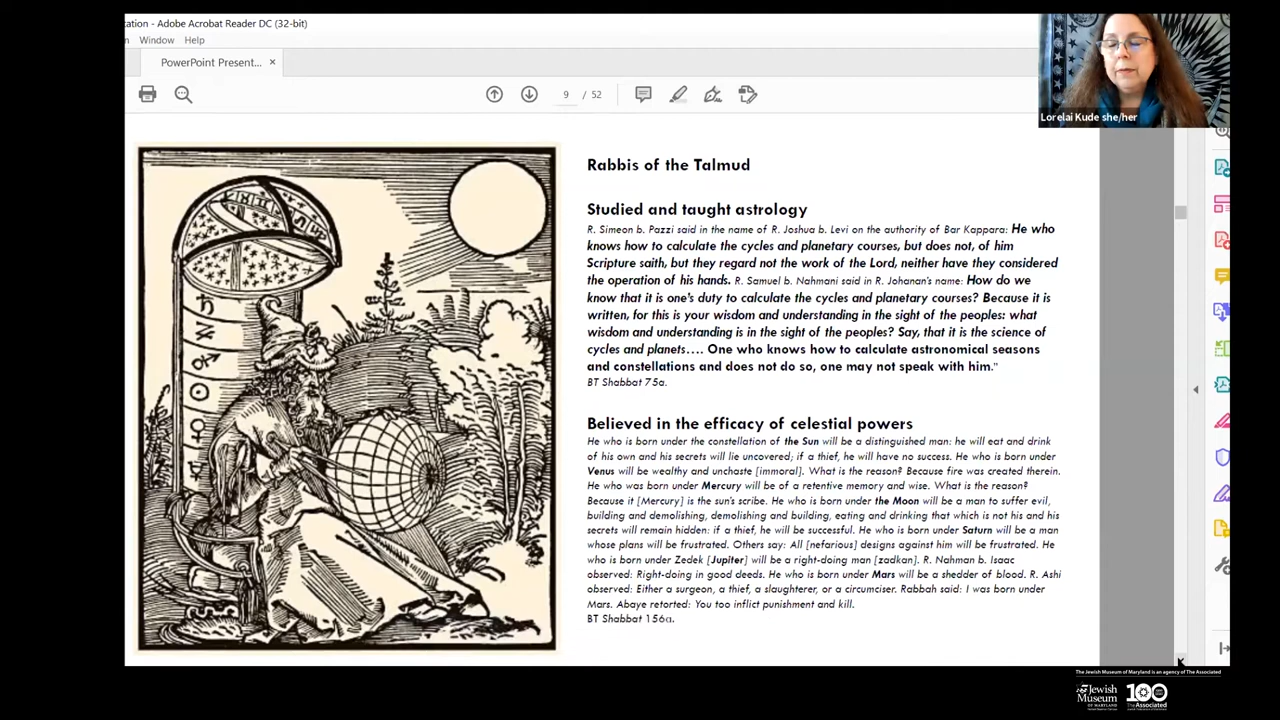 tation - Adobe Acrobat Reader DC (32-bit)
n Window Help
PowerPoint Present... ×
9 / 52
Lorelai Kude she/her
Rabbis of the Talmud
Studied and taught astrology
R. Simeon b. Pazzi said in the name of R. Joshua b. Levi on the authority of Bar Kappara: He who
knows how to calculate the cycles and planetary courses, but does not, of him
Scripture saith, but they regard not the work of the Lord, neither have they considered
the operation of his hands. R. Samuel b. Nahmani said in R. Johanan's name: How do we
know that it is one's duty to calculate the cycles and planetary courses? Because it is
written, for this is your wisdom and understanding in the sight of the peoples: what
wisdom and understanding is in the sight of the peoples? Say, that it is the science of
cycles and planets.... One who knows how to calculate astronomical seasons
and constellations and does not do so, one may not speak with him."
BT Shabbat 75a.
Believed in the efficacy of celestial powers
He who is born under the constellation of the Sun will be a distinguished man: he will eat and drink
of his own and his secrets will lie uncovered; if a thief, he will have no success. He who is born under
Venus will be wealthy and unchaste [immoral]. What is the reason? Because fire was created therein.
He who was born under Mercury will be of a retentive memory and wise. What is the reason?
Because it [Mercury] is the sun's scribe. He who is born under the Moon will be a man to suffer evil,
building and demolishing, demolishing and building, eating and drinking that which is not his and his
secrets will remain hidden: if a thief, he will be successful. He who is born under Saturn will be a man
whose plans will be frustrated. Others say: All [nefarious] designs against him will be frustrated. He
who is born under Zedek [Jupiter] will be a right-doing man [zadkan]. R. Nahman b. Isaac
observed: Right-doing in good deeds. He who is born under Mars will be a shedder of blood. R. Ashi
observed: Either a surgeon, a thief, a slaughterer, or a circumciser. Rabbah said: I was born under
Mars. Abaye retorted: You too inflict punishment and kill.
BT Shabbat 156a.
The Jewish Museum of Maryland is an agency of The Associated
Jewish
Museum
OF MARYLAND
100
The Associated